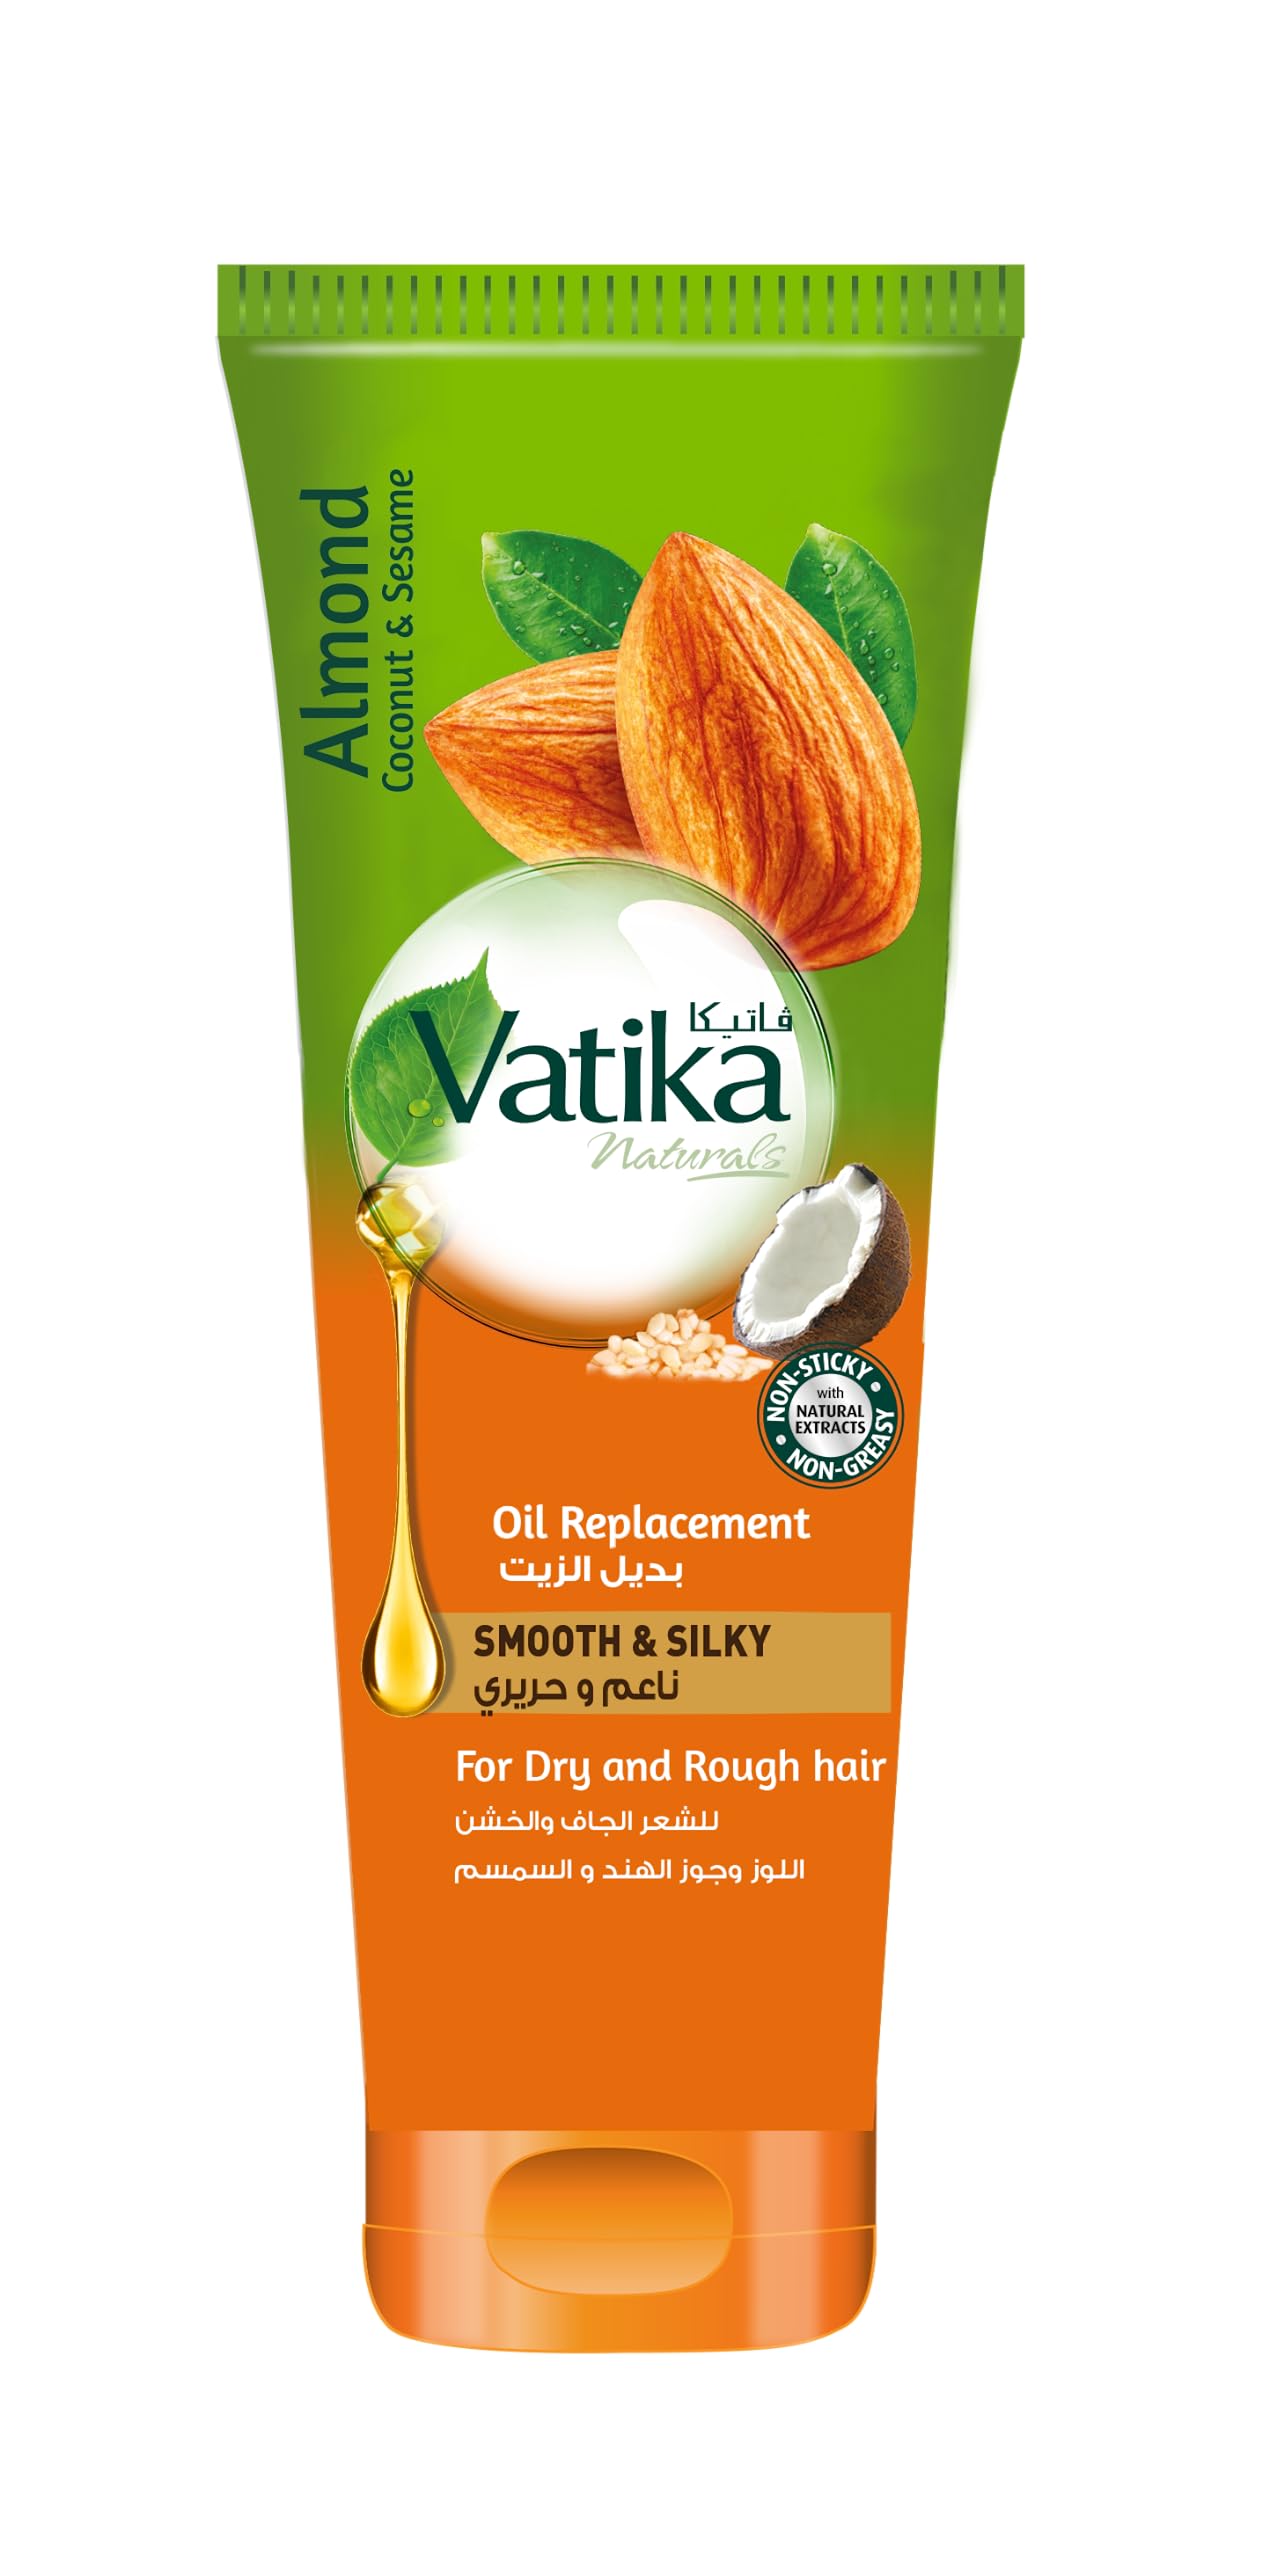 Almond
Coconut & Sesame
ڤاتيكا
Vatika
Naturals
NON-STICKY
with
NATURAL
EXTRACTS
NON-GREASY
Oil Replacement
بديل الزيت
SMOOTH & SILKY
ناعم و حريري
For Dry and Rough hair
للشعر الجاف والخشن
اللوز وجوز الهند و السمسم